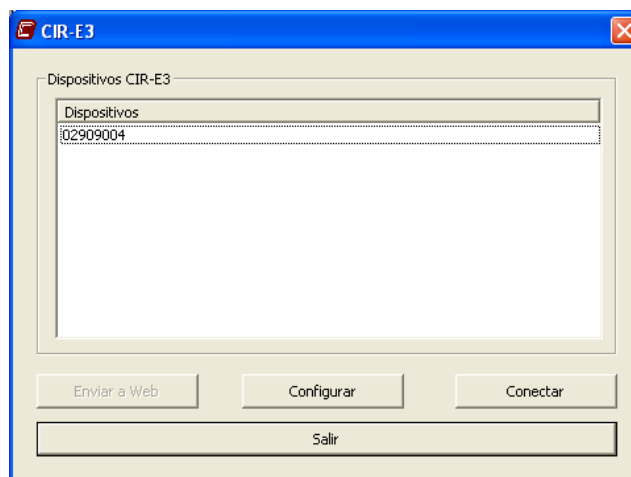 CIR-E3
Dispositivos CIR-E3
Dispositivos
02909004
Enviar a Web
Configurar
Conectar
Salir